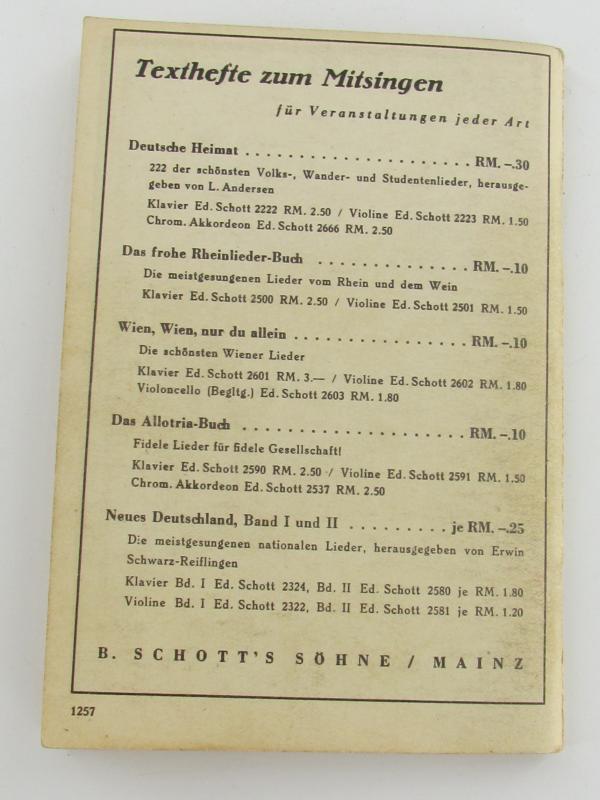 Texthefte zum Mitsingen
für Veranstaltungen jeder Art
Deutsche Heimat . . . . . . . . . . . . . . . . . . . . . . RM. –.30
222 der schönsten Volks-, Wander- und Studentenlieder, herausge-
geben von L. Andersen
Klavier Ed. Schott 2222 RM. 2.50 / Violine Ed. Schott 2223 RM. 1.50
Chrom. Akkordeon Ed. Schott 2666 RM. 2.50
Das frohe Rheinlieder-Buch . . . . . . . . . . . . . . . RM. –.10
Die meistgesungenen Lieder vom Rhein und dem Wein
Klavier Ed. Schott 2500 RM. 2.50 / Violine Ed. Schott 2501 RM. 1.50
Wien, Wien, nur du allein . . . . . . . . . . . . . . . . . RM. –.10
Die schönsten Wiener Lieder
Klavier Ed. Schott 2601 RM. 3.— / Violine Ed. Schott 2602 RM. 1.80
Violoncello (Begltg.) Ed. Schott 2603 RM. 1.80
Das Allotria-Buch . . . . . . . . . . . . . . . . . . . . . . RM. –.10
Fidele Lieder für fidele Gesellschaft!
Klavier Ed. Schott 2590 RM. 2.50 / Violine Ed. Schott 2591 RM. 1.50
Chrom. Akkordeon Ed. Schott 2537 RM. 2.50
Neues Deutschland, Band I und II . . . . . . . . . je RM. –.25
Die meistgesungenen nationalen Lieder, herausgegeben von Erwin
Schwarz-Reiflingen
Klavier Bd. I Ed. Schott 2324, Bd. II Ed. Schott 2580 je RM. 1.80
Violine Bd. I Ed. Schott 2322, Bd. II Ed. Schott 2581 je RM. 1.20
B. SCHOTT'S SÖHNE / MAINZ
1257